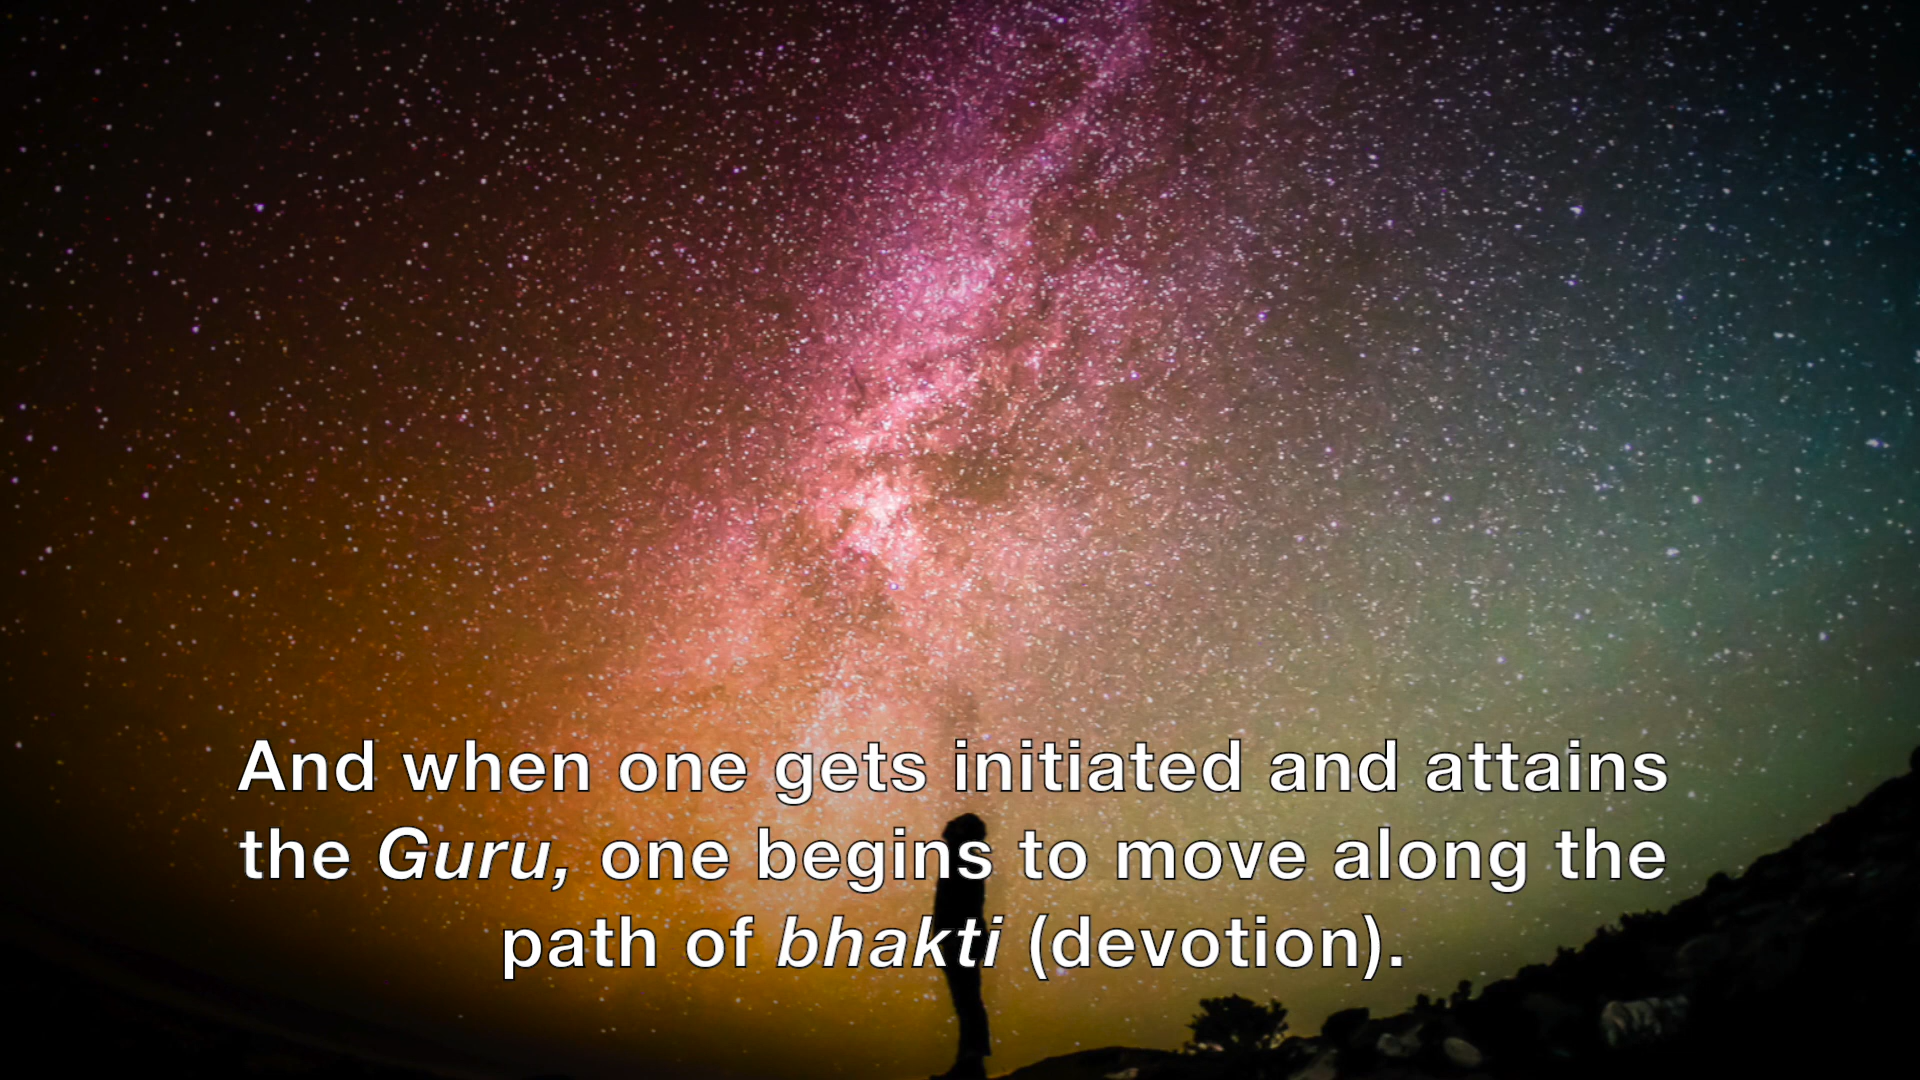 And when one gets initiated and attains
the Guru, one begins to move along the
path of bhakti (devotion).